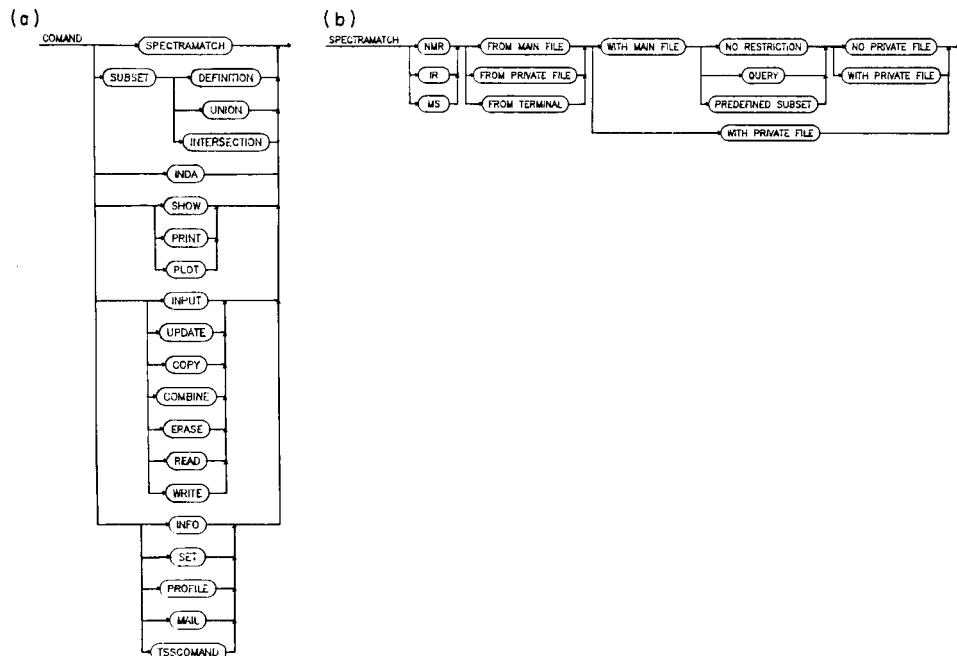 (a)
COMAND
SPECTRAMATCH
SUBSET
DEFINITION
UNION
INTERSECTION
INDA
SHOW
PRINT
PLOT
INPUT
UPDATE
COPY
COMBINE
ERASE
READ
WRITE
INFO
SET
PROFILE
MAIL
TSSCOMAND
(b)
SPECTRAMATCH
NMR
FROM MAIN FILE
WITH MAIN FILE
NO RESTRICTION
NO PRIVATE FILE
IR
FROM PRIVATE FILE
QUERY
WITH PRIVATE FILE
MS
FROM TERMINAL
PREDEFINED SUBSET
WITH PRIVATE FILE